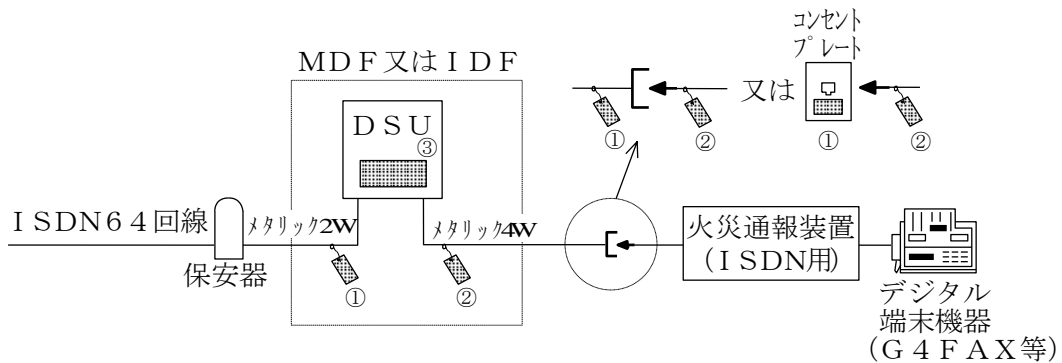 コンセント
プレート
MDF又はIDF
又は
DSU
③
①
②
①
②
ISDN64回線
メタリック2W
メタリック4W
火災通報装置
(ISDN用)
保安器
①
②
デジタル
端末機器
(G4FAX等)